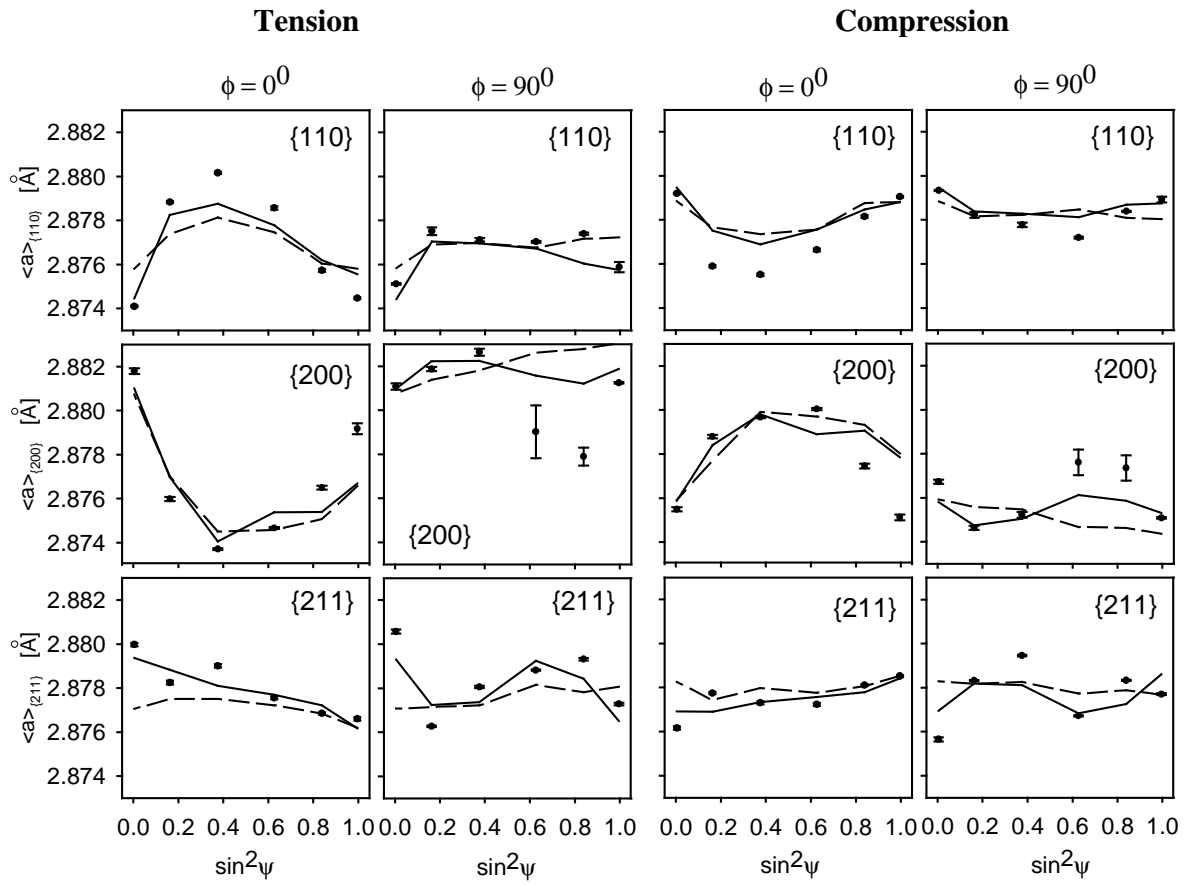 Tension Compression
ϕ = 0⁰ ϕ = 90⁰ ϕ = 0⁰ ϕ = 90⁰
<a>{110} [Å]
2.882
2.880
2.878
2.876
2.874
{110} {110} {110} {110}
<a>{200} [Å]
2.882
2.880
2.878
2.876
2.874
{200} {200} {200} {200}
<a>{211} [Å]
2.882
2.880
2.878
2.876
2.874
{211} {211} {211} {211}
0.0 0.2 0.4 0.6 0.8 1.0 0.0 0.2 0.4 0.6 0.8 1.0 0.0 0.2 0.4 0.6 0.8 1.0 0.0 0.2 0.4 0.6 0.8 1.0
sin²ψ sin²ψ sin²ψ sin²ψ